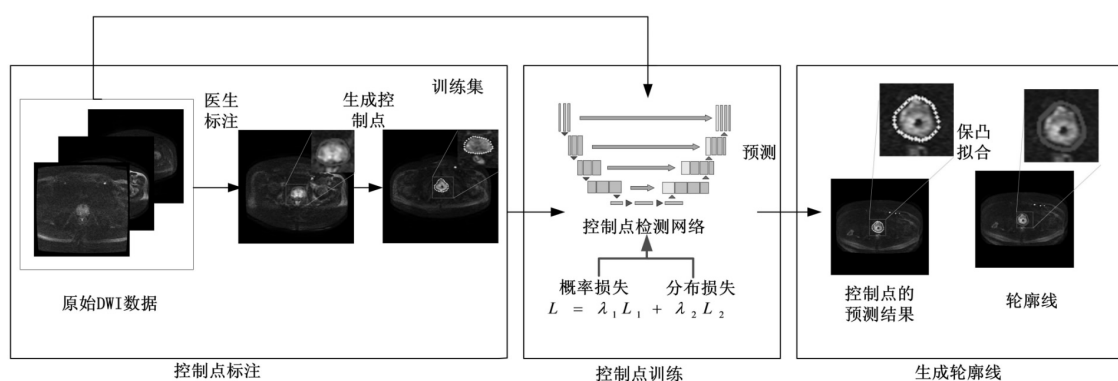 训练集
医生
标注
生成控
制点
原始DWI数据
控制点标注
预测
控制点检测网络
概率损失
分布损失
L = λ₁L₁ + λ₂L₂
控制点训练
保凸
拟合
控制点的
预测结果
轮廓线
生成轮廓线